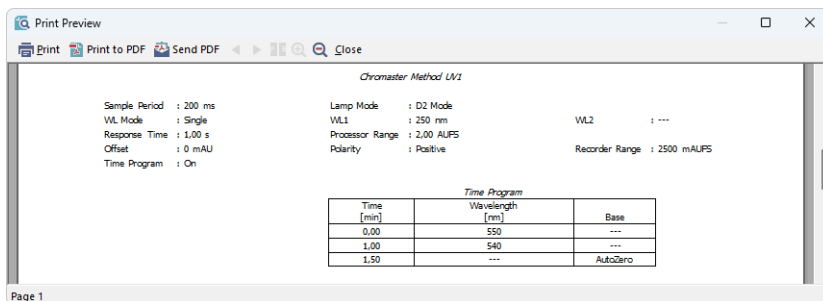 Print Preview
Print Print to PDF Send PDF Close
Chromaster Method UV1
Sample Period : 200 ms Lamp Mode : D2 Mode
WL Mode : Single WL1 : 250 nm WL2 : ---
Response Time : 1,00 s Processor Range : 2,00 AUFS
Offset : 0 mAU Polarity : Positive Recorder Range : 2500 mAUFS
Time Program : On
Time Program
Time Wavelength
[min] [nm] Base
0,00 550 ---
1,00 540 ---
1,50 --- AutoZero
Page 1